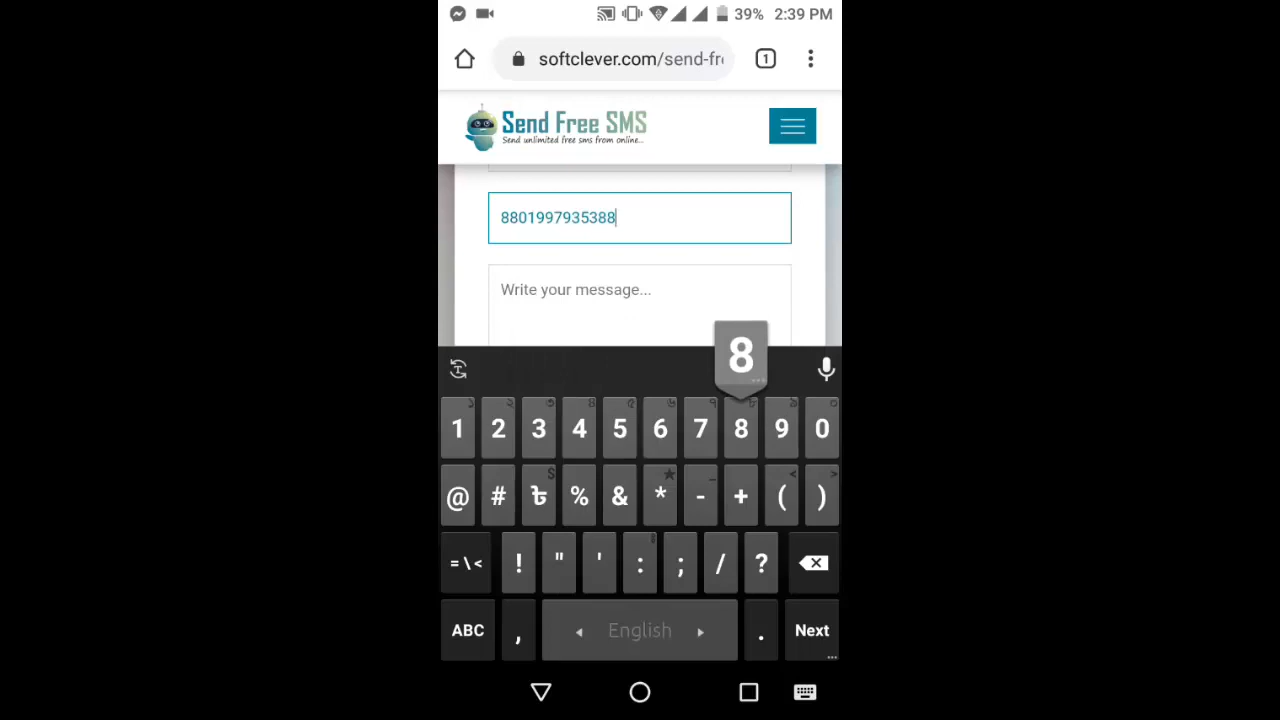 39% 2:39 PM
softclever.com/send-fr
1
Send Free SMS
Send unlimited free sms from online...
8801997935388
Write your message...
8
1 2 3 4 5 6 7 8 9 0
@ # ৳ % & * - + ( )
= \ < ! " ' : ; / ?
ABC , English . Next